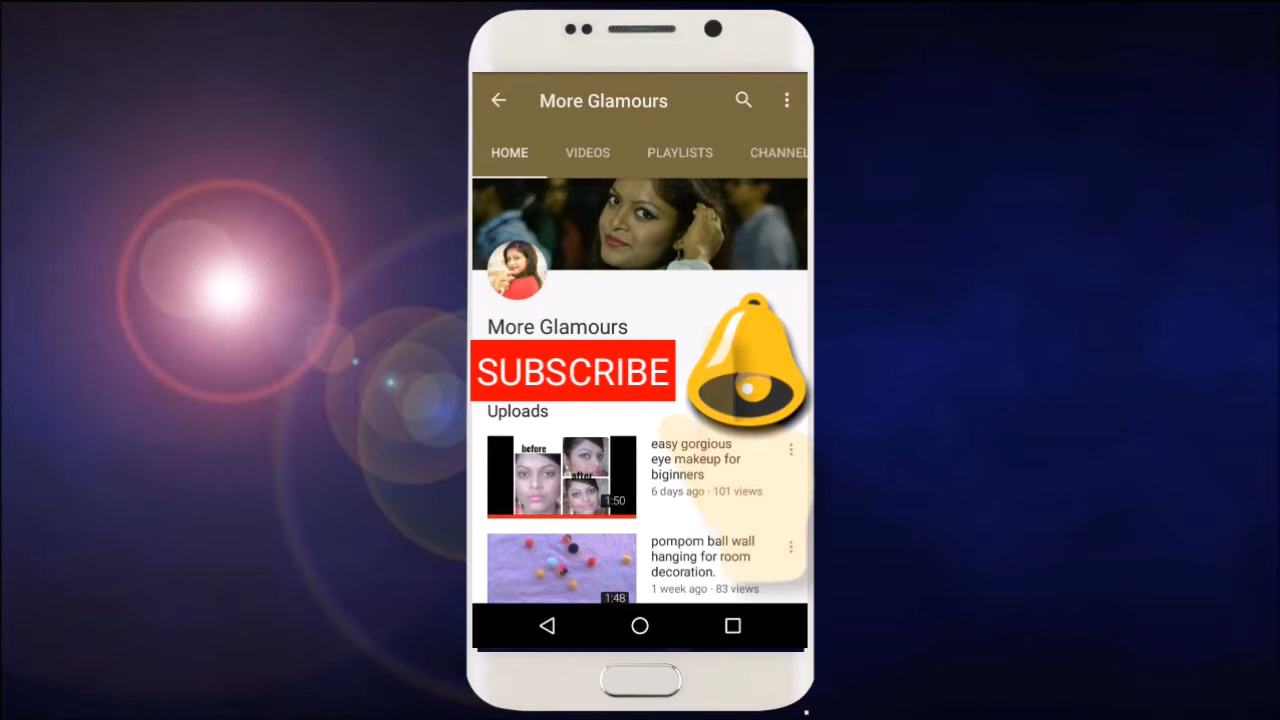 More Glamours
HOME VIDEOS PLAYLISTS CHANNEL
More Glamours
SUBSCRIBE
Uploads
before
after
1:50
easy gorgious
eye makeup for
biginners
6 days ago · 101 views
1:48
pompom ball wall
hanging for room
decoration.
1 week ago · 83 views